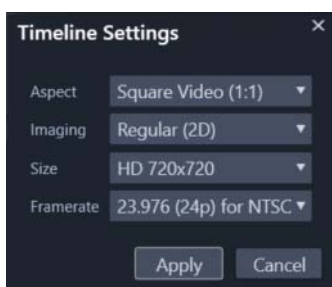 Timeline Settings
Aspect Square Video (1:1)
Imaging Regular (2D)
Size HD 720x720
Framerate 23.976 (24p) for NTSC
Apply Cancel